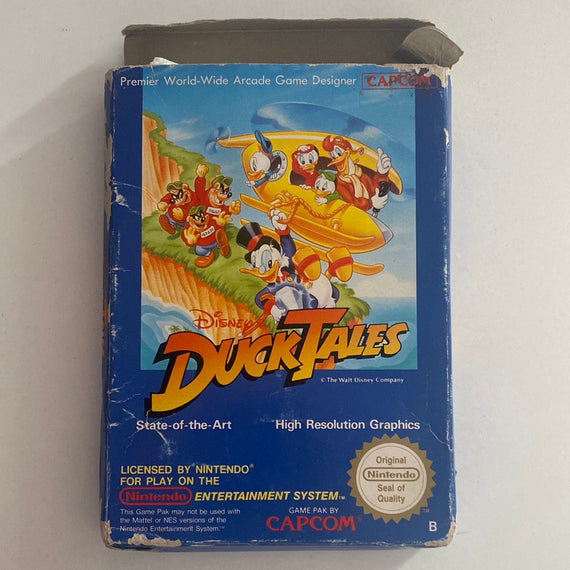 Premier World-Wide Arcade Game Designer CAPCOM
Disney's
DUCKTALES
© The Walt Disney Company
State-of-the-Art High Resolution Graphics
LICENSED BY NINTENDO®
FOR PLAY ON THE
Nintendo ENTERTAINMENT SYSTEM™
This Game Pak may not be used with
the Mattel or NES versions of the
Nintendo Entertainment System.
GAME PAK BY
CAPCOM
Original
Nintendo
Seal of
Quality
™
B